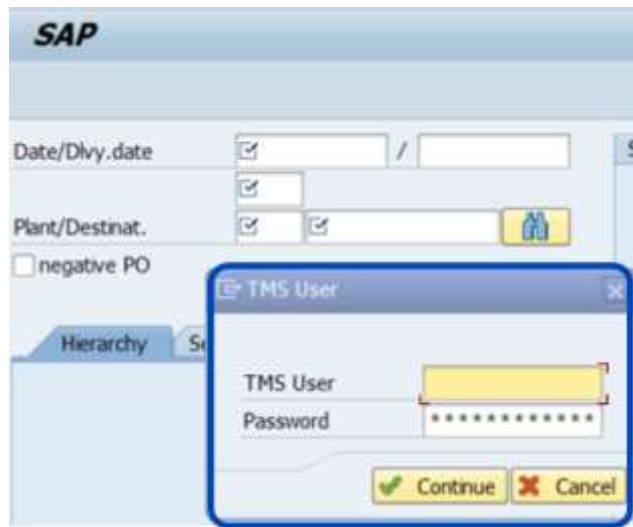 SAP
Date/Dlvy.date /
Plant/Destinat.
negative PO
TMS User
Hierarchy
TMS User
Password ************
Continue Cancel